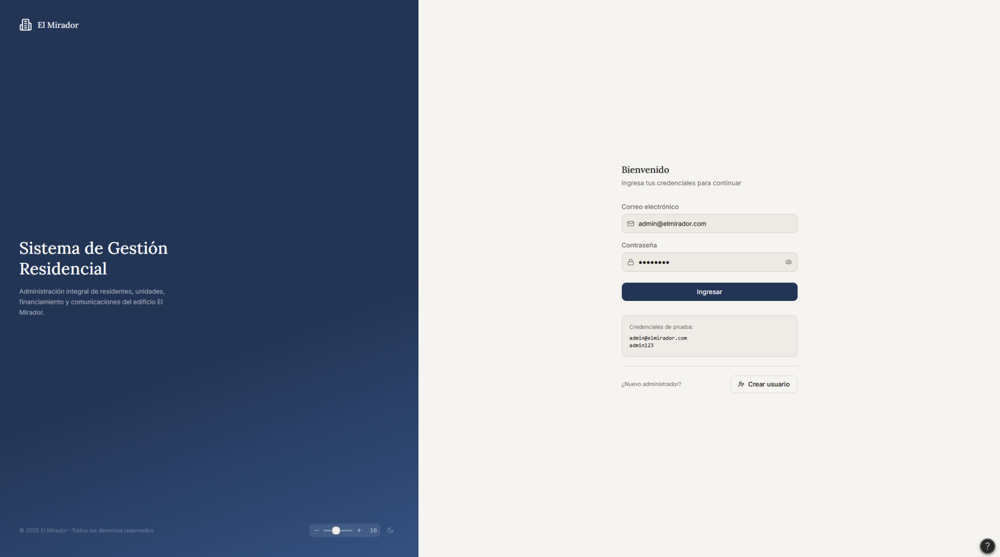 El Mirador
Sistema de Gestión
Residencial
Administración integral de residentes, unidades,
financiamiento y comunicaciones del edificio El
Mirador.
© 2025 El Mirador · Todos los derechos reservados
− + 16
Bienvenido
Ingresa tus credenciales para continuar
Correo electrónico
admin@elmirador.com
Contraseña
••••••••
Ingresar
Credenciales de prueba:
admin@elmirador.com
admin123
¿Nuevo administrador?
Crear usuario
?